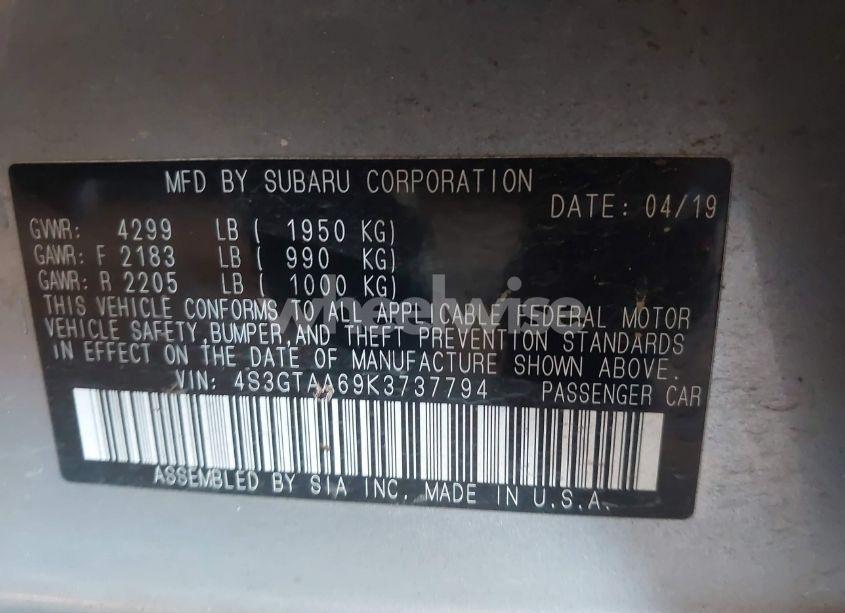 MFD BY SUBARU CORPORATION
DATE: 04/19
GVWR: 4299 LB ( 1950 KG)
GAWR: F 2183 LB ( 990 KG)
GAWR: R 2205 LB ( 1000 KG)
THIS VEHICLE CONFORMS TO ALL APPLICABLE FEDERAL MOTOR
VEHICLE SAFETY,BUMPER,AND THEFT PREVENTION STANDARDS
IN EFFECT ON THE DATE OF MANUFACTURE SHOWN ABOVE.
VIN: 4S3GTAA69K3737794 PASSENGER CAR
ASSEMBLED BY SIA INC, MADE IN U.S.A.
wheelwise